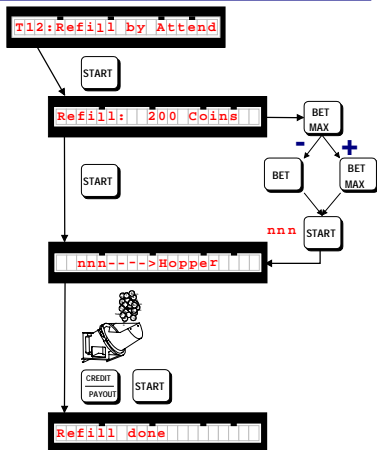 T12:Refill by Attend
START
Refill: 200 Coins
BET
MAX
START
- +
BET
BET
MAX
nnn
START
nnn---->Hopper
CREDIT
PAYOUT
START
Refill done